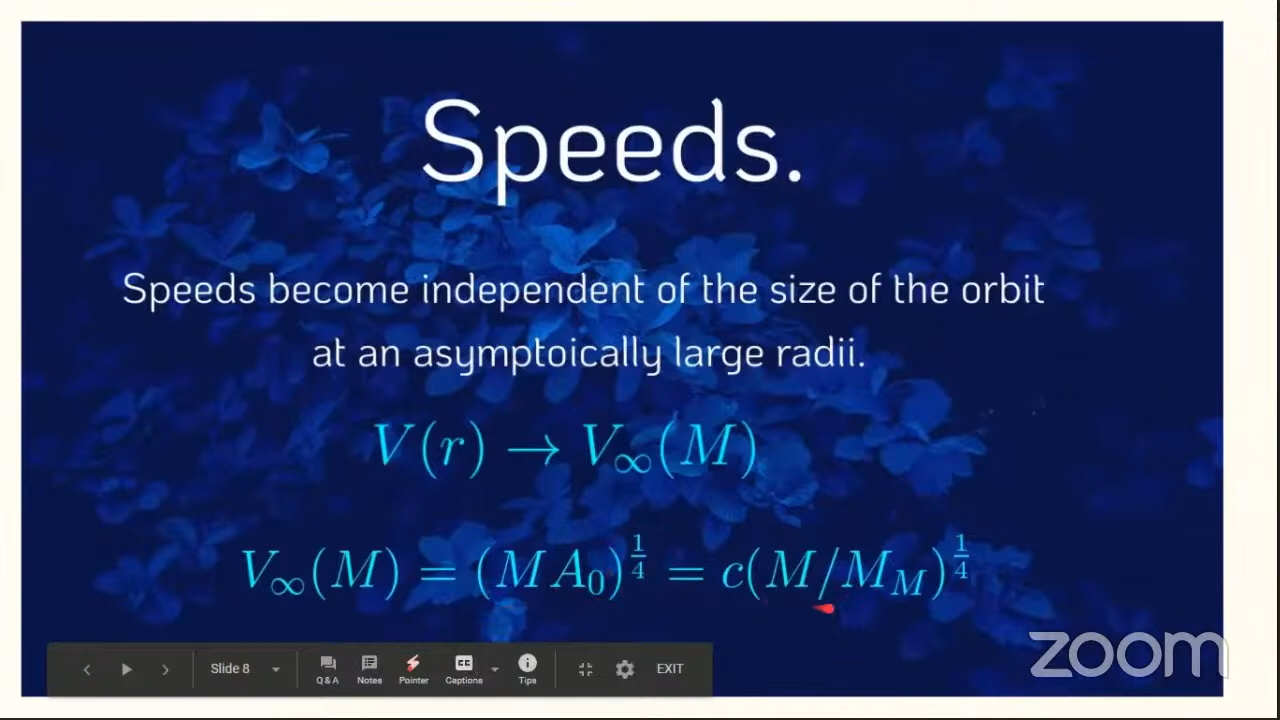 Speeds.
Speeds become independent of the size of the orbit
at an asymptoically large radii.
V(r) → V∞(M)
V∞(M) = (MA₀)^{1/4} = c(M/M_M)^{1/4}
Slide 8
Q & A Notes Pointer Captions Tips EXIT
zoom